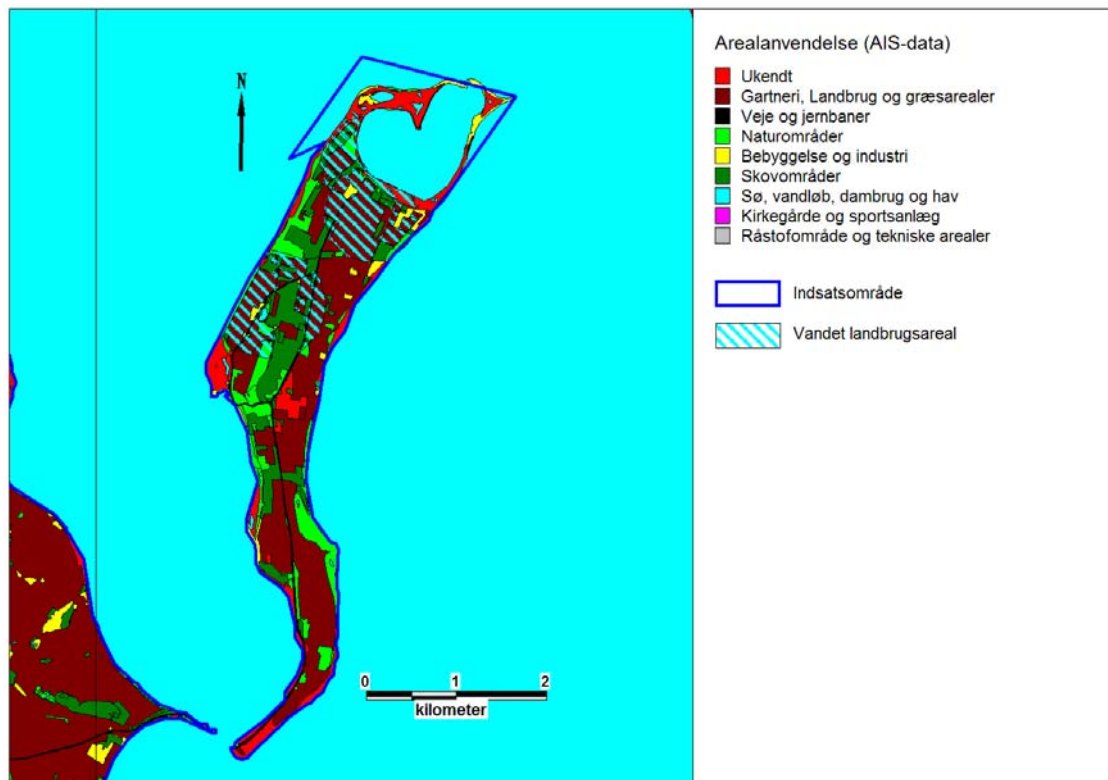 Arealanvendelse (AIS-data)
Ukendt
Gartneri, Landbrug og græsarealer
Veje og jernbaner
Naturområder
Bebyggelse og industri
Skovområder
Sø, vandløb, dambrug og hav
Kirkegårde og sportsanlæg
Råstofområde og tekniske arealer
Indsatsområde
Vandet landbrugsareal
N
0 1 2
kilometer